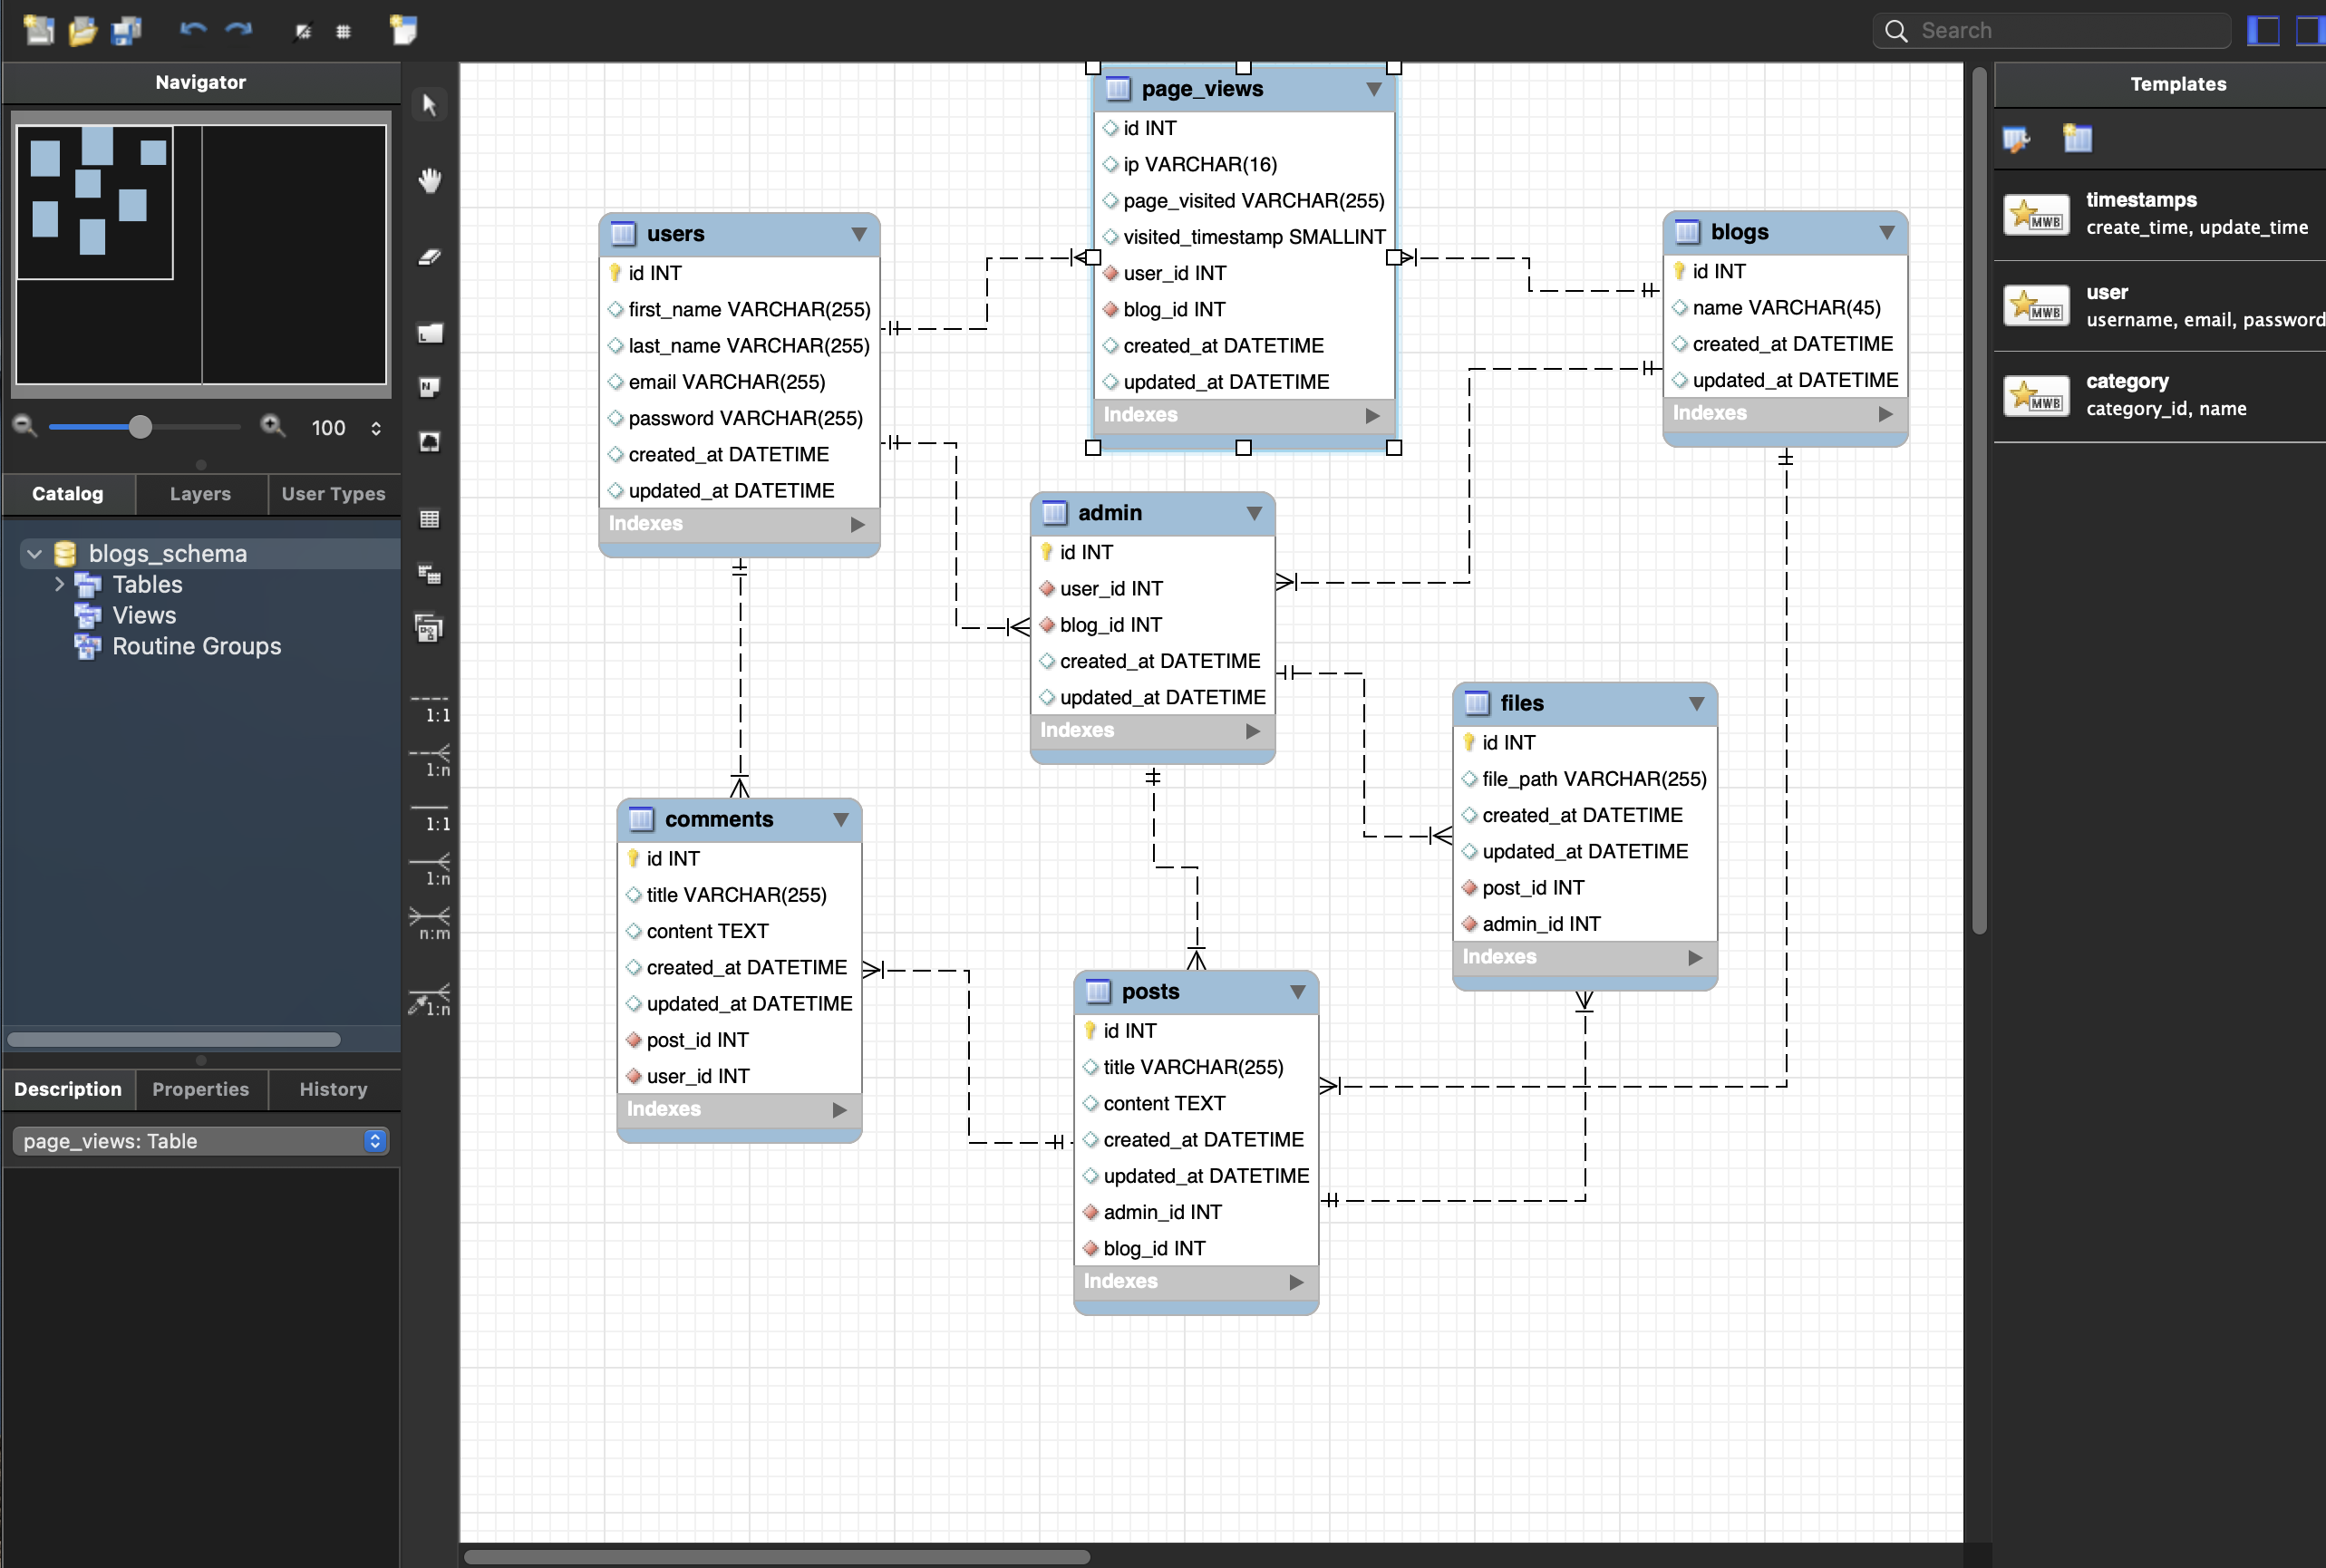 Search
Navigator
100
Catalog
Layers
User Types
blogs_schema
Tables
Views
Routine Groups
Description
Properties
History
page_views: Table
1:1
1:n
1:1
1:n
n:m
1:n
page_views
id INT
ip VARCHAR(16)
page_visited VARCHAR(255)
visited_timestamp SMALLINT
user_id INT
blog_id INT
created_at DATETIME
updated_at DATETIME
Indexes
users
id INT
first_name VARCHAR(255)
last_name VARCHAR(255)
email VARCHAR(255)
password VARCHAR(255)
created_at DATETIME
updated_at DATETIME
Indexes
blogs
id INT
name VARCHAR(45)
created_at DATETIME
updated_at DATETIME
Indexes
admin
id INT
user_id INT
blog_id INT
created_at DATETIME
updated_at DATETIME
Indexes
files
id INT
file_path VARCHAR(255)
created_at DATETIME
updated_at DATETIME
post_id INT
admin_id INT
Indexes
comments
id INT
title VARCHAR(255)
content TEXT
created_at DATETIME
updated_at DATETIME
post_id INT
user_id INT
Indexes
posts
id INT
title VARCHAR(255)
content TEXT
created_at DATETIME
updated_at DATETIME
admin_id INT
blog_id INT
Indexes
Templates
MWB
timestamps
create_time, update_time
MWB
user
username, email, password
MWB
category
category_id, name